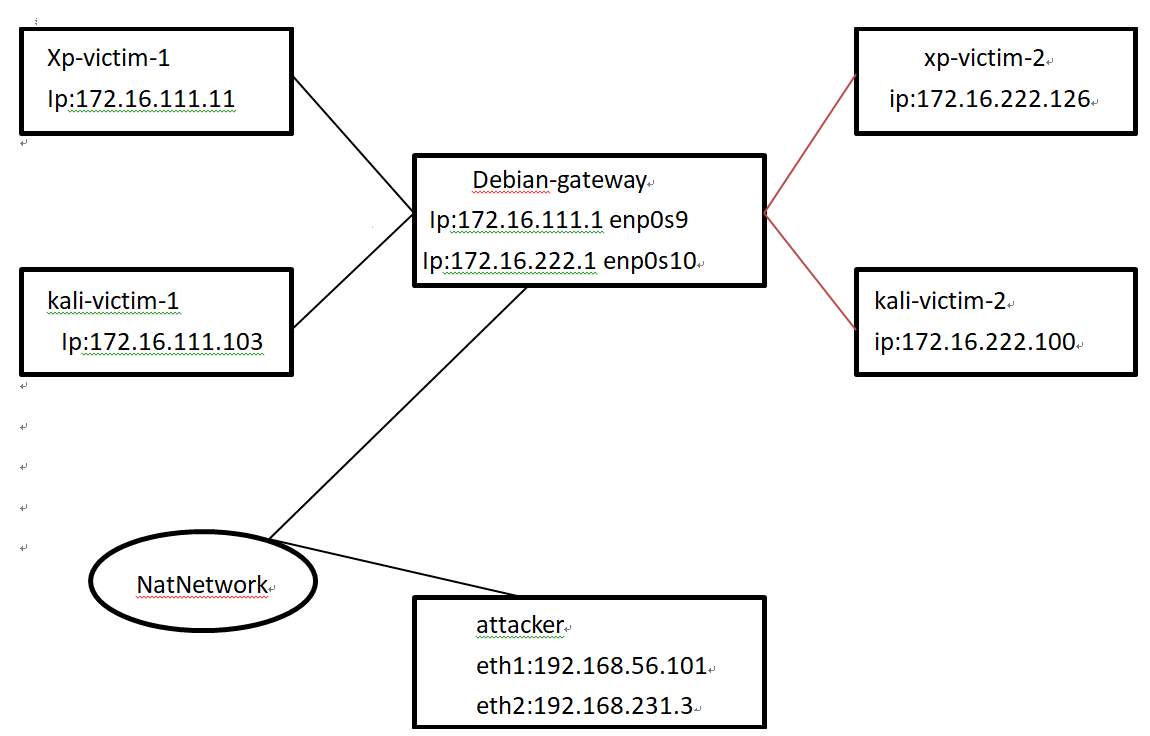 Xp-victim-1
Ip:172.16.111.11
xp-victim-2
ip:172.16.222.126
Debian-gateway
Ip:172.16.111.1 enp0s9
Ip:172.16.222.1 enp0s10
kali-victim-1
Ip:172.16.111.103
kali-victim-2
ip:172.16.222.100
NatNetwork
attacker
eth1:192.168.56.101
eth2:192.168.231.3